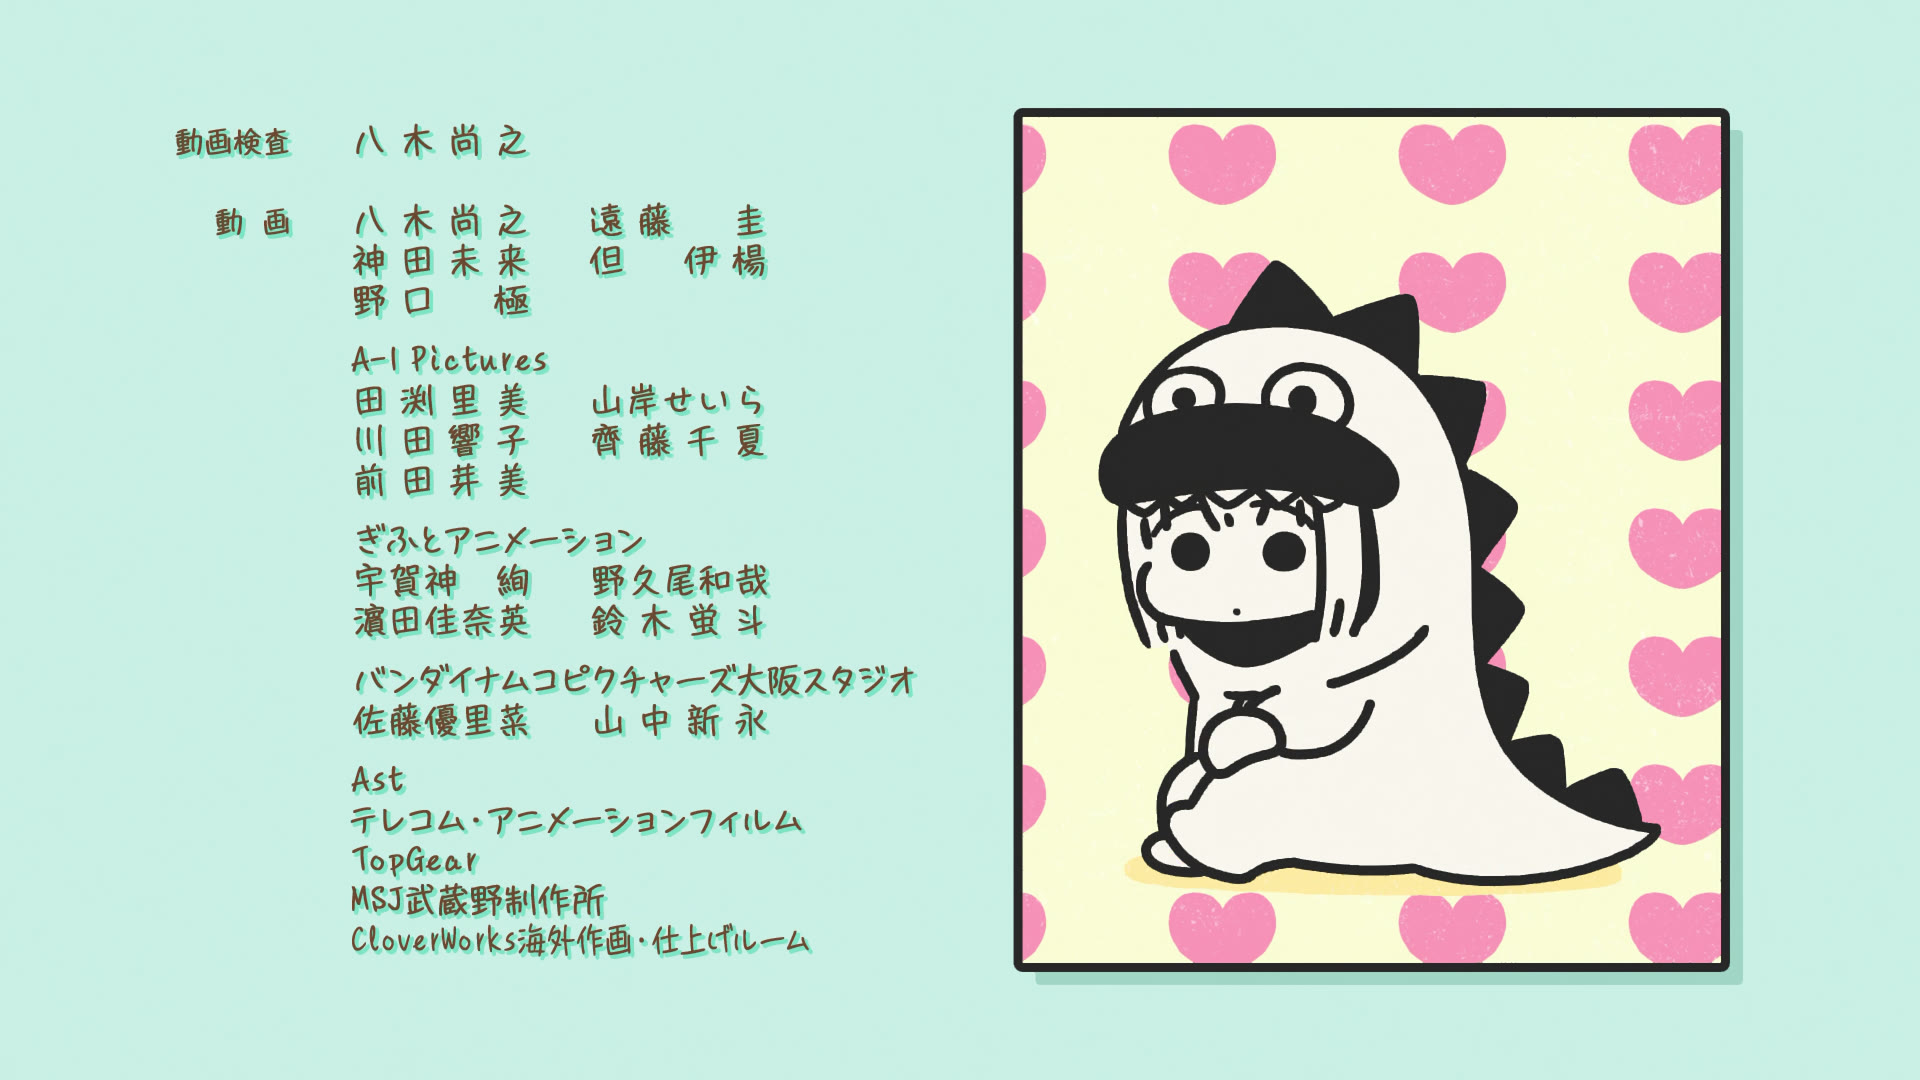 動画検査 八木尚之
動画 八木尚之 遠藤 圭
神田未来 但 伊楊
野口 極
A-1 Pictures
田渕里美 山岸せいら
川田響子 齊藤千夏
前田芽美
ぎふとアニメーション
宇賀神 絢 野久尾和哉
濵田佳奈英 鈴木蛍斗
バンダイナムコピクチャーズ大阪スタジオ
佐藤優里菜 山中新永
Ast
テレコム・アニメーションフィルム
TopGear
MSJ武蔵野制作所
CloverWorks海外作画・仕上げルーム